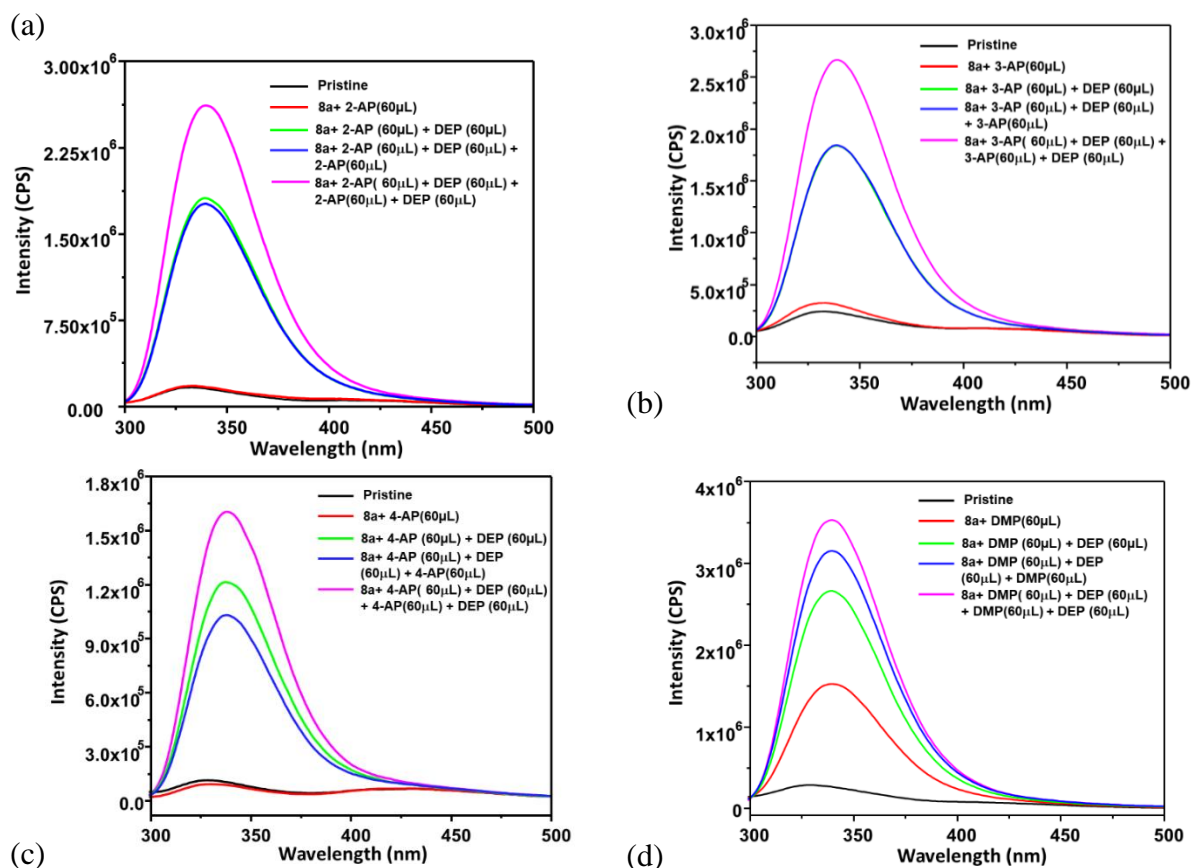 (a)
3.00x10^6
2.25x10^6
1.50x10^6
7.50x10^5
0.00
Intensity (CPS)
300 350 400 450 500
Wavelength (nm)
Pristine
8a+ 2-AP(60µL)
8a+ 2-AP (60µL) + DEP (60µL)
8a+ 2-AP (60µL) + DEP (60µL) +
2-AP(60µL)
8a+ 2-AP( 60µL) + DEP (60µL) +
2-AP(60µL) + DEP (60µL)
(b)
2.5x10^6
2.0x10^6
1.5x10^6
1.0x10^6
5.0x10^5
0.0
Intensity (CPS)
300 350 400 450 500
Wavelength (nm)
Pristine
8a+ 3-AP(60µL)
8a+ 3-AP (60µL) + DEP (60µL)
8a+ 3-AP (60µL) + DEP (60µL)
+ 3-AP(60µL)
8a+ 3-AP( 60µL) + DEP (60µL) +
3-AP(60µL) + DEP (60µL)
(c)
1.8x10^6
1.6x10^6
1.2x10^6
9.0x10^5
6.0x10^5
3.0x10^5
0.0
Intensity (CPS)
300 350 400 450 500
Wavelength (nm)
Pristine
8a+ 4-AP(60µL)
8a+ 4-AP (60µL) + DEP (60µL)
8a+ 4-AP (60µL) + DEP
(60µL) + 4-AP(60µL)
8a+ 4-AP( 60µL) + DEP (60µL)
+ 4-AP(60µL) + DEP (60µL)
(d)
4x10^6
3x10^6
2x10^6
1x10^6
0
Intensity (CPS)
300 350 400 450 500
Wavelength (nm)
Pristine
8a+ DMP(60µL)
8a+ DMP (60µL) + DEP (60µL)
8a+ DMP (60µL) + DEP
(60µL) + DMP(60µL)
8a+ DMP( 60µL) + DEP (60µL)
+ DMP(60µL) + DEP (60µL)